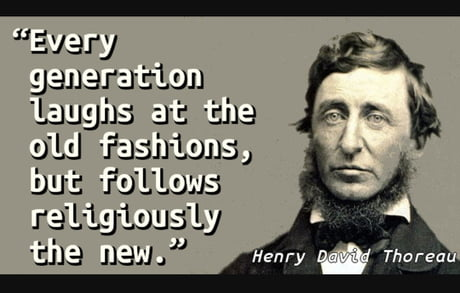 “Every
generation
laughs at the
old fashions,
but follows
religiously
the new.”
Henry David Thoreau